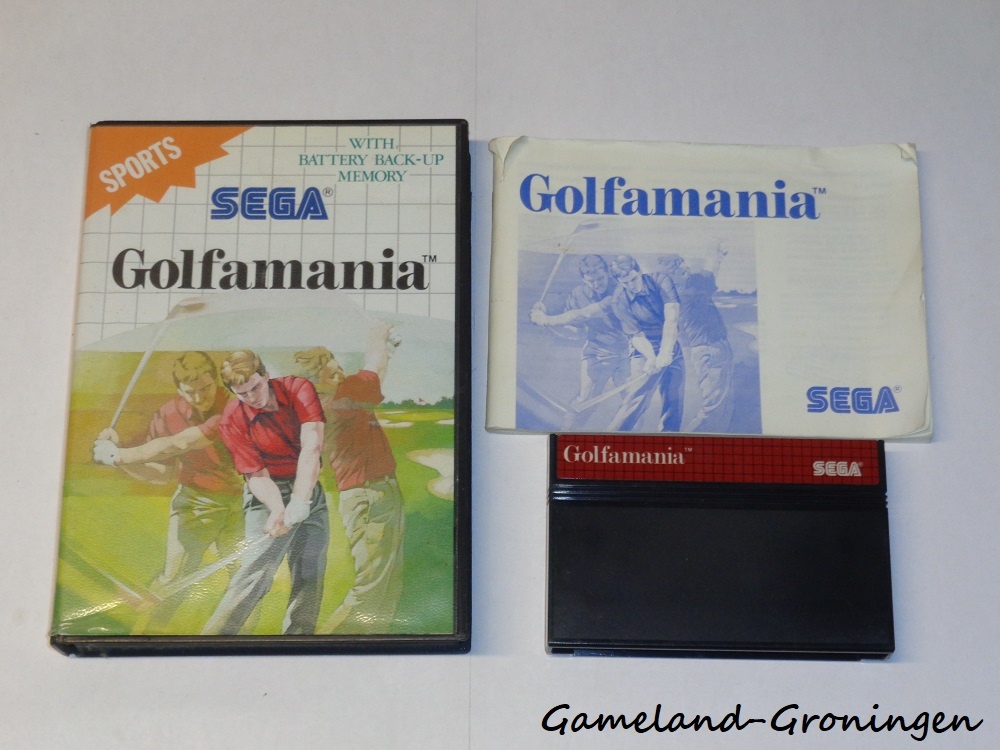 SPORTS
WITH
BATTERY BACK-UP
MEMORY
SEGA®
Golfamania™
Golfamania™
SEGA®
Golfamania™
SEGA®
Gameland-Groningen